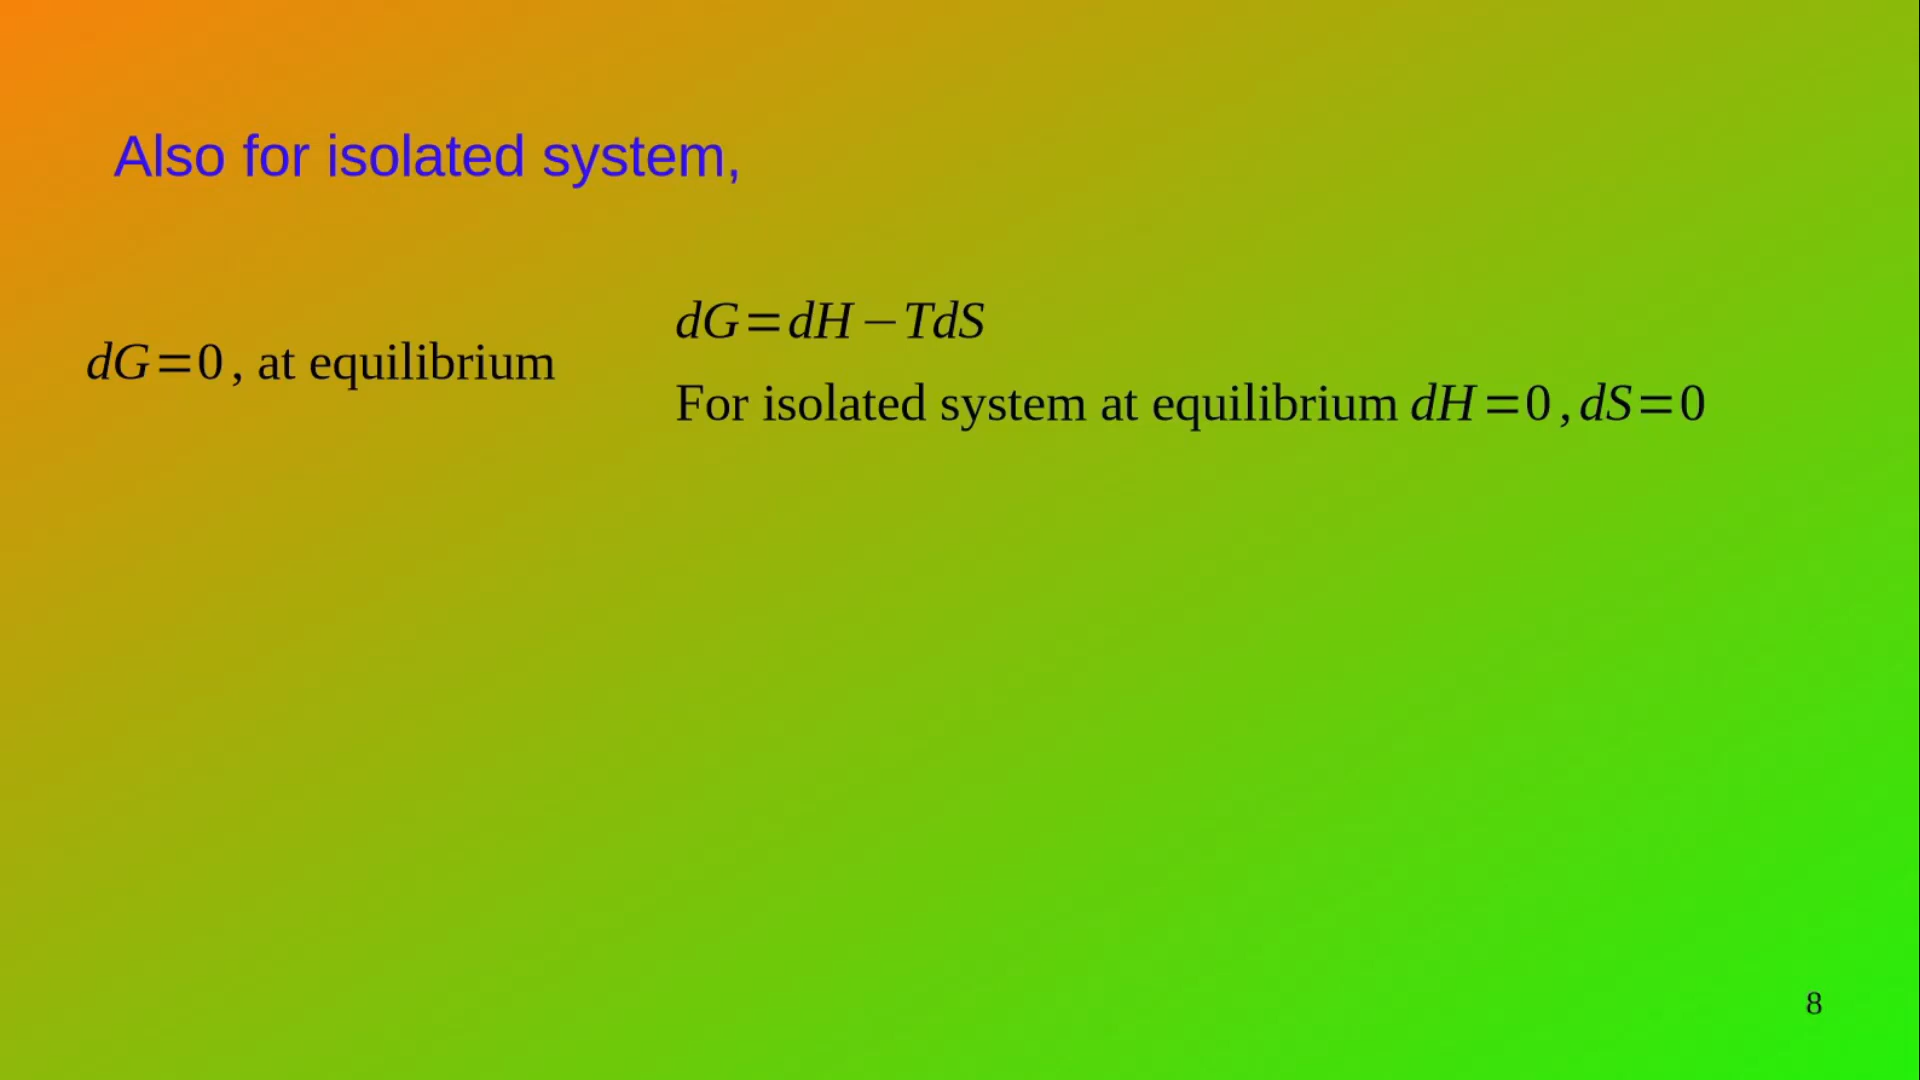 Also for isolated system,
dG=0, at equilibrium
dG=dH−TdS
For isolated system at equilibrium dH=0, dS=0
8